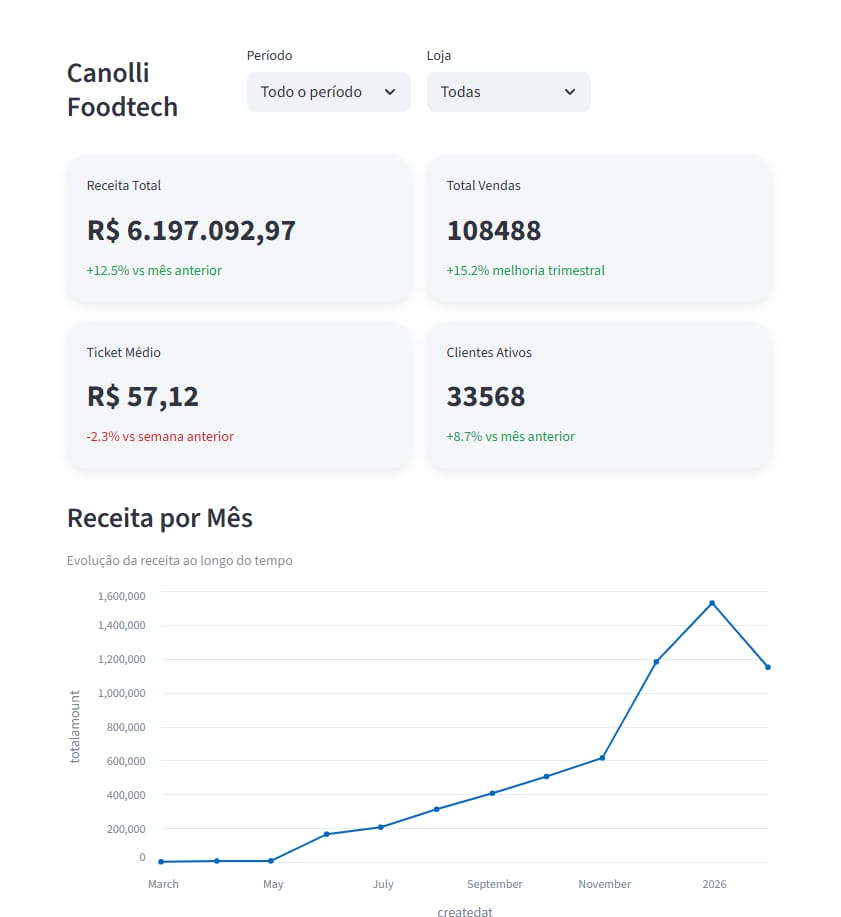 Canolli
Foodtech
Período
Todo o período
Loja
Todas
Receita Total
R$ 6.197.092,97
+12.5% vs mês anterior
Total Vendas
108488
+15.2% melhoria trimestral
Ticket Médio
R$ 57,12
-2.3% vs semana anterior
Clientes Ativos
33568
+8.7% vs mês anterior
Receita por Mês
Evolução da receita ao longo do tempo
1,600,000
1,400,000
1,200,000
1,000,000
800,000
600,000
400,000
200,000
0
totalamount
March
May
July
September
November
2026
createdat